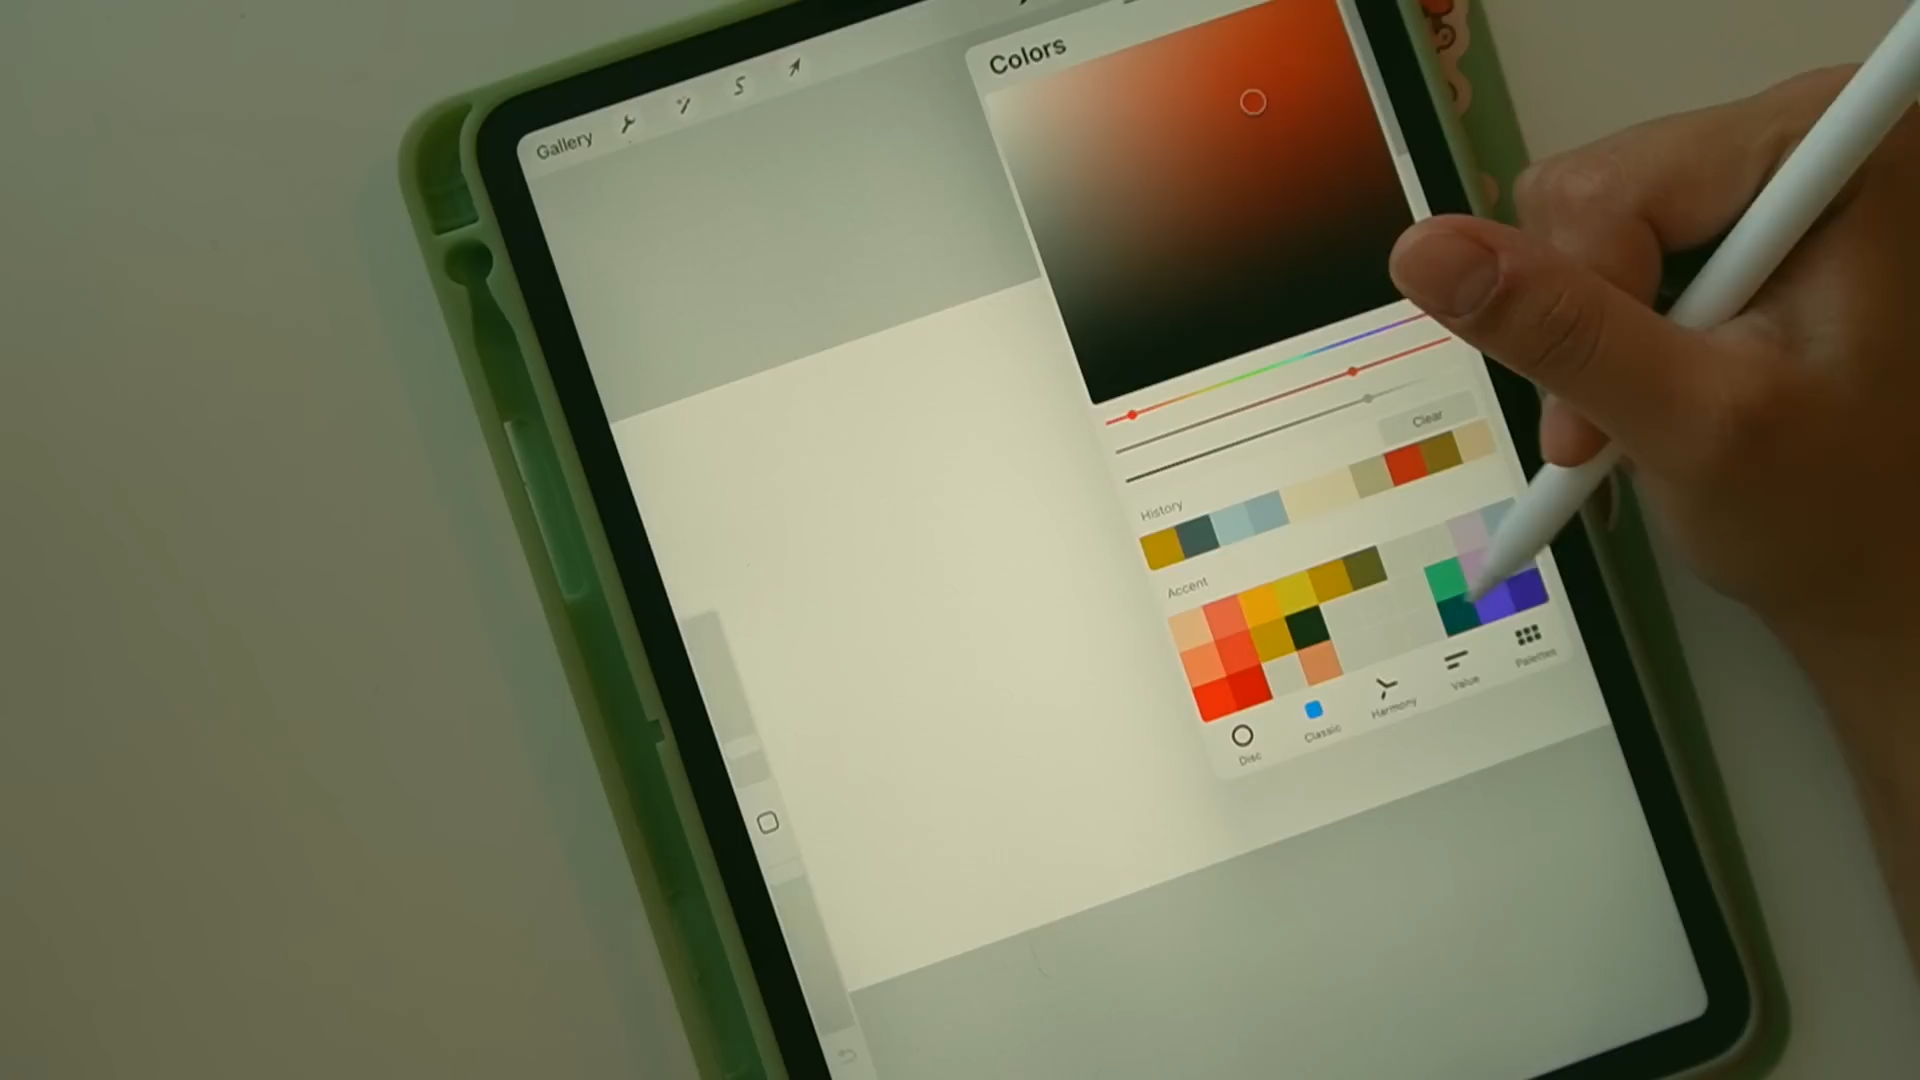 Gallery
Colors
Clear
History
Accent
Disc
Classic
Harmony
Value
Palettes